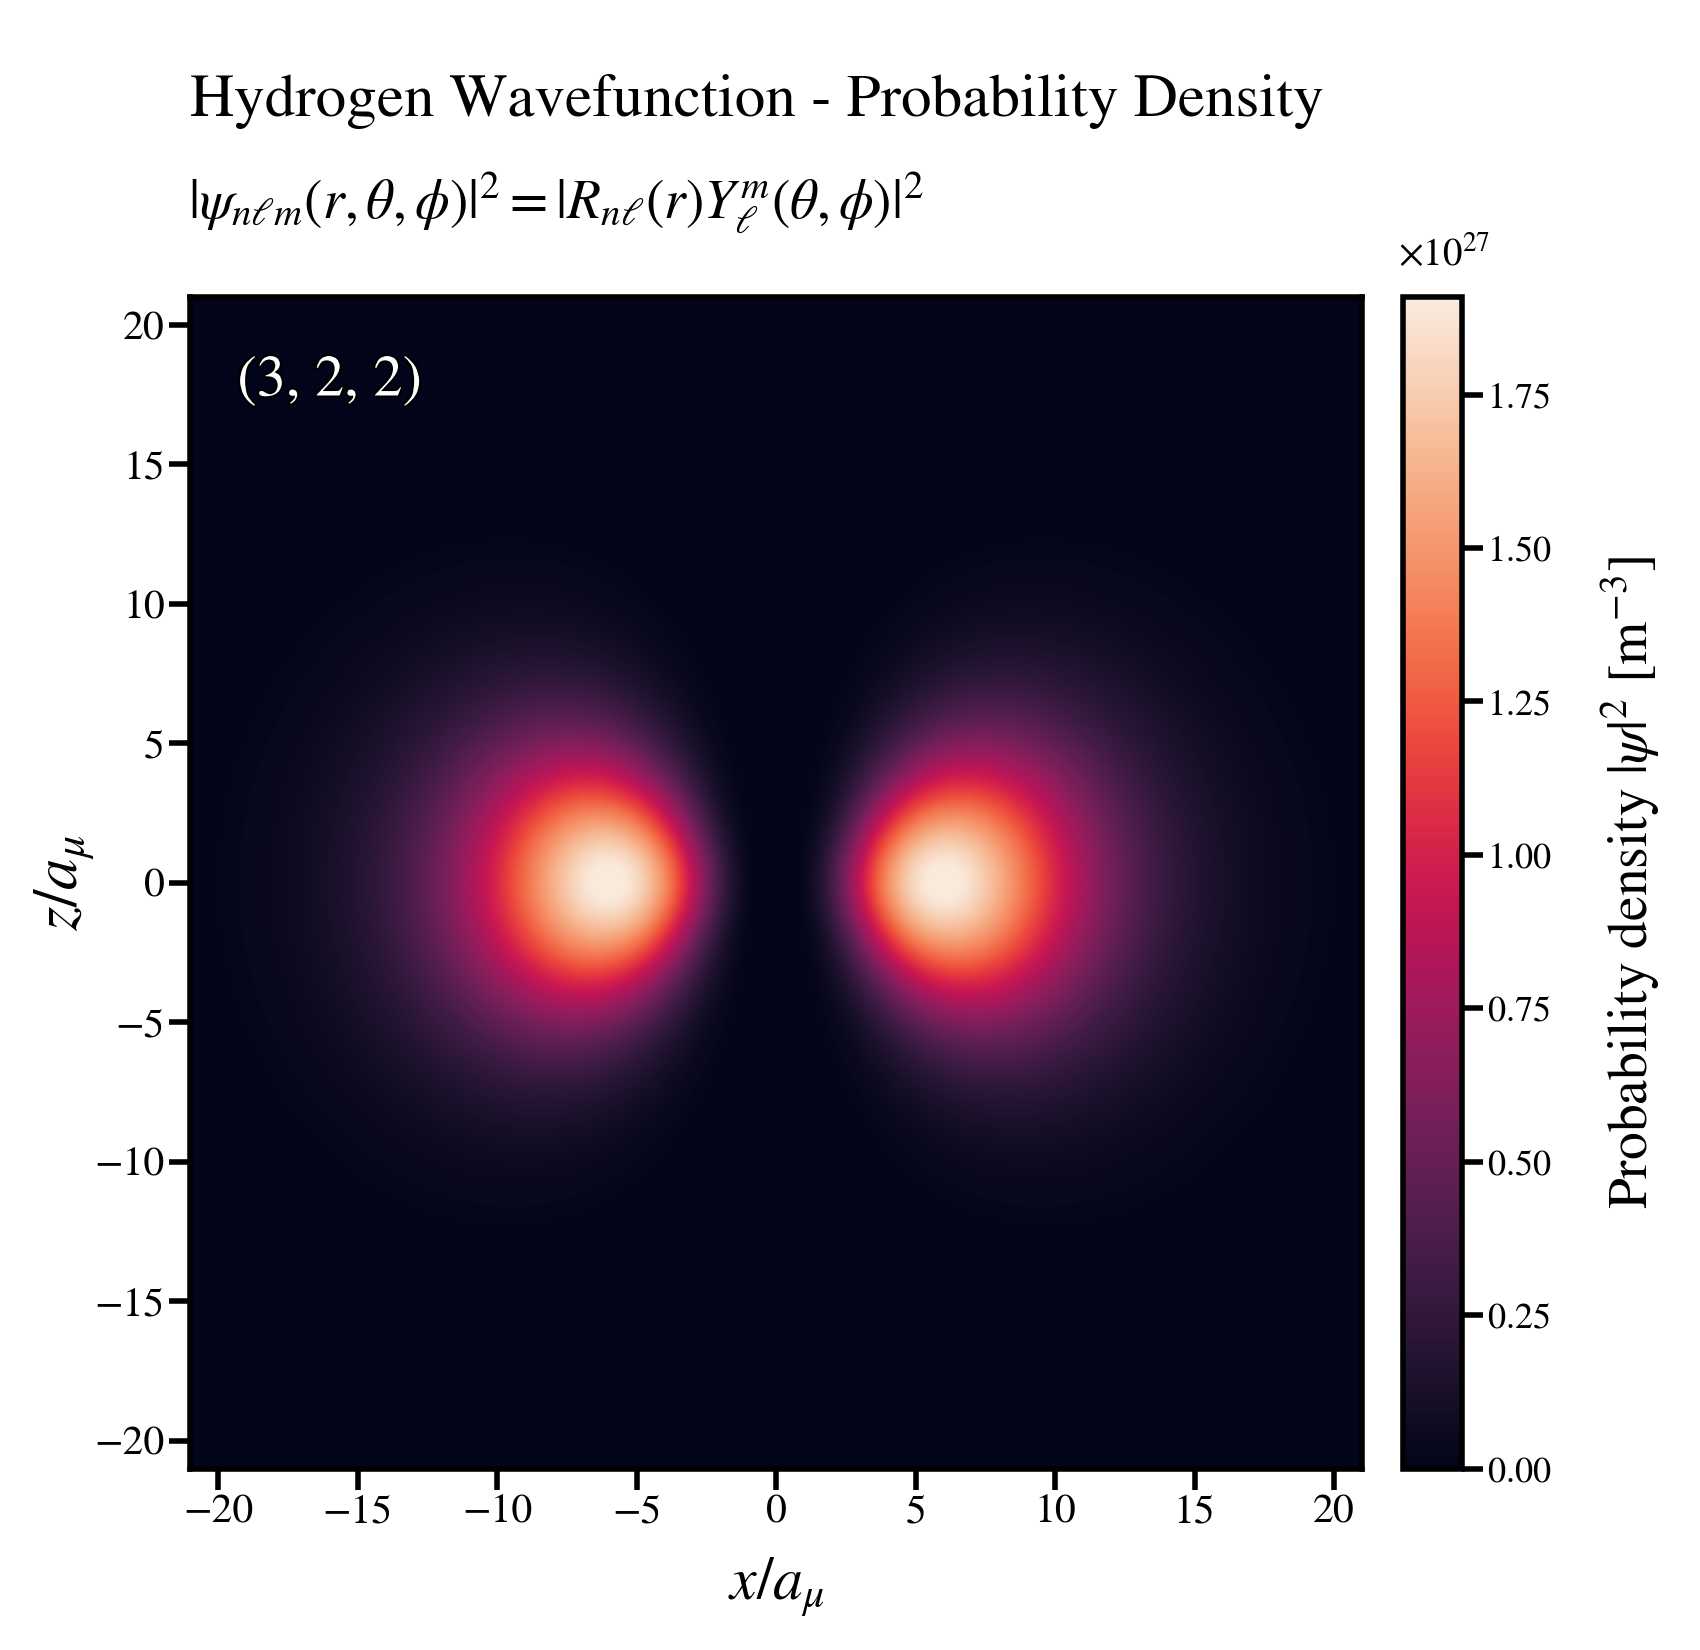 Hydrogen Wavefunction - Probability Density
|ψₙℓₘ(r, θ, ϕ)|² = |Rₙℓ(r)Yℓᵐ(θ, ϕ)|²
×10²⁷
(3, 2, 2)
20
15
10
5
0
−5
−10
−15
−20
z/aμ
−20 −15 −10 −5 0 5 10 15 20
x/aμ
1.75
1.50
1.25
1.00
0.75
0.50
0.25
0.00
Probability density |ψ|² [m⁻³]